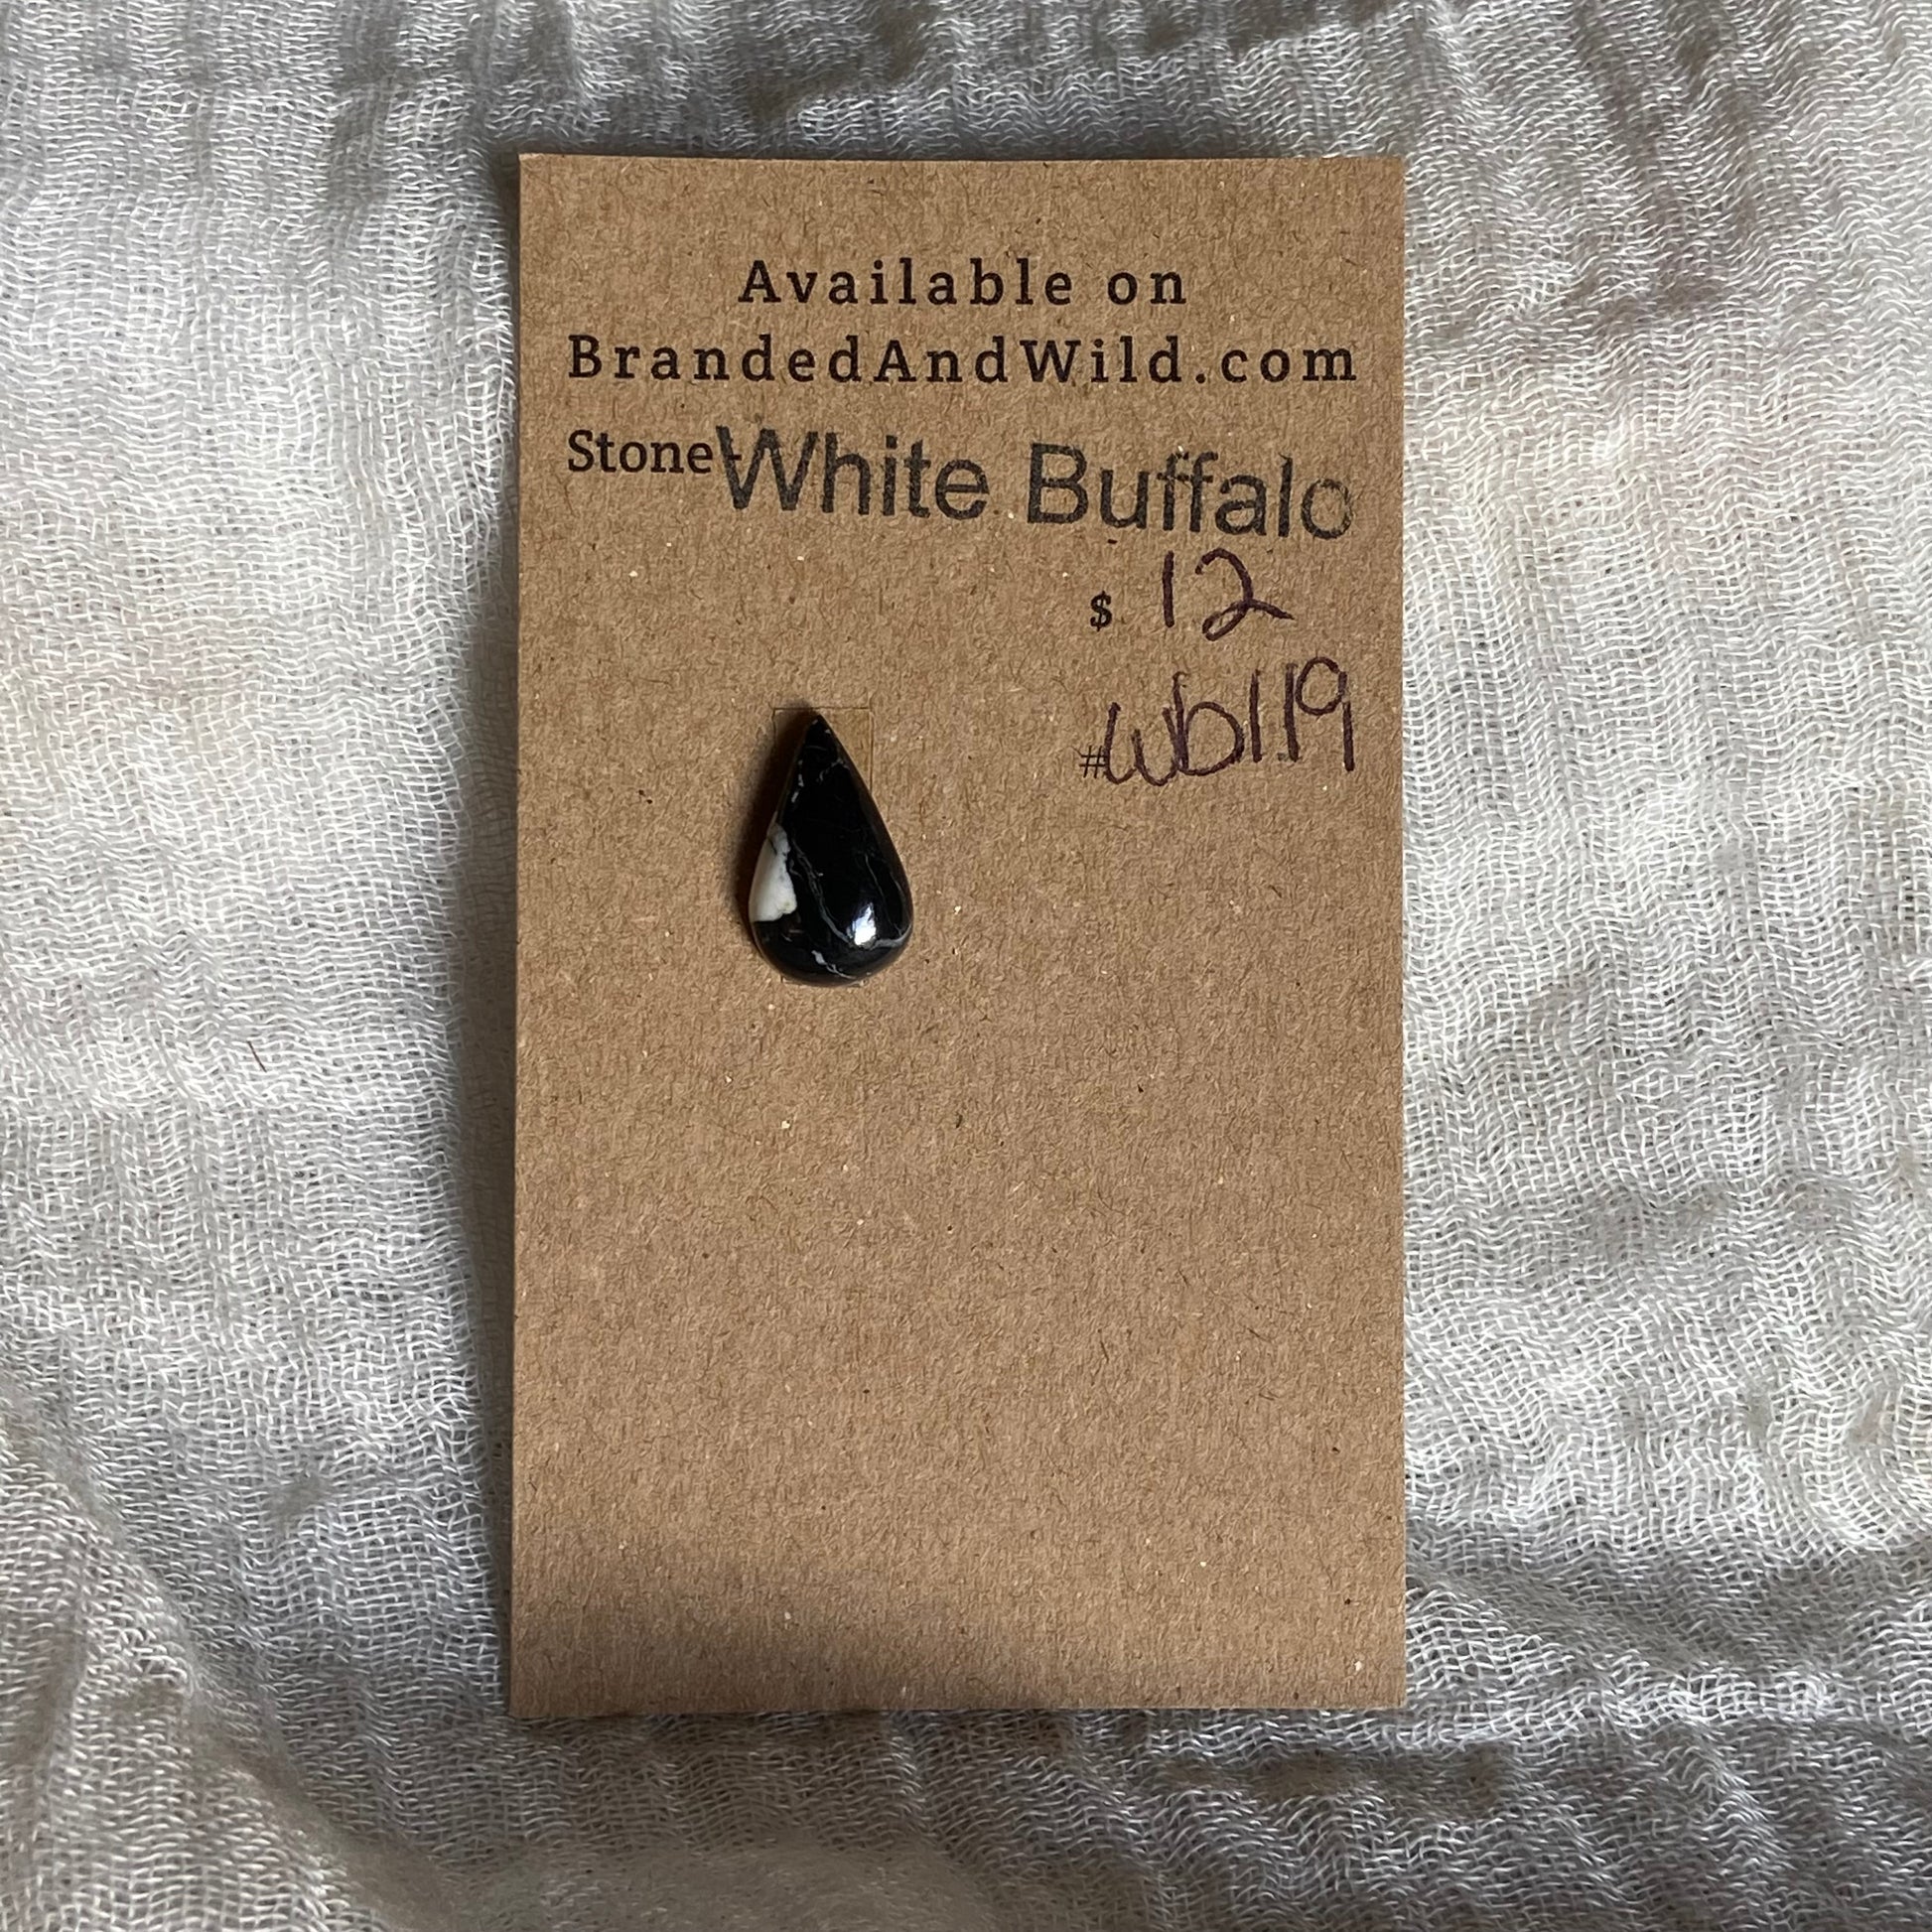 Available on
BrandedAndWild.com
Stone White Buffalo
$ 12
#wb119